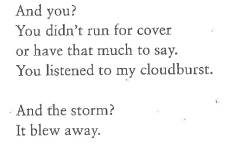 And you?
You didn't run for cover
or have that much to say.
You listened to my cloudburst.

And the storm?
It blew away.